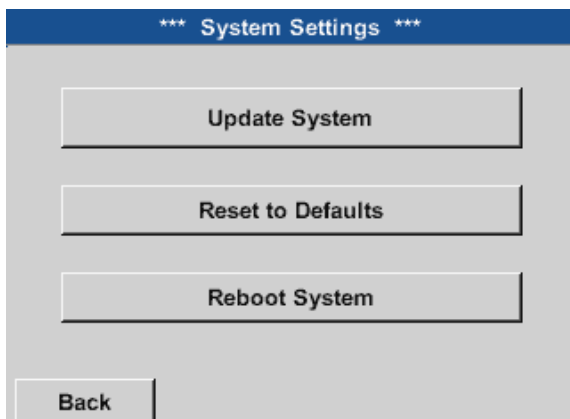 *** System Settings ***
Update System
Reset to Defaults
Reboot System
Back